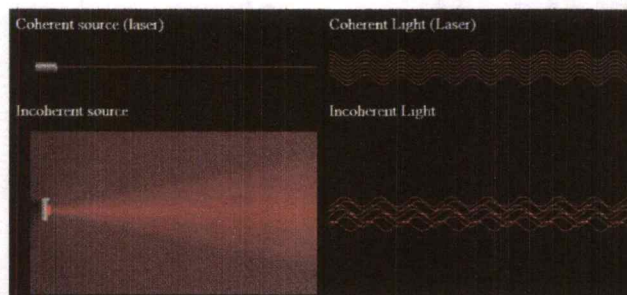 Coherent source (laser)
Coherent Light (Laser)
Incoherent source
Incoherent Light